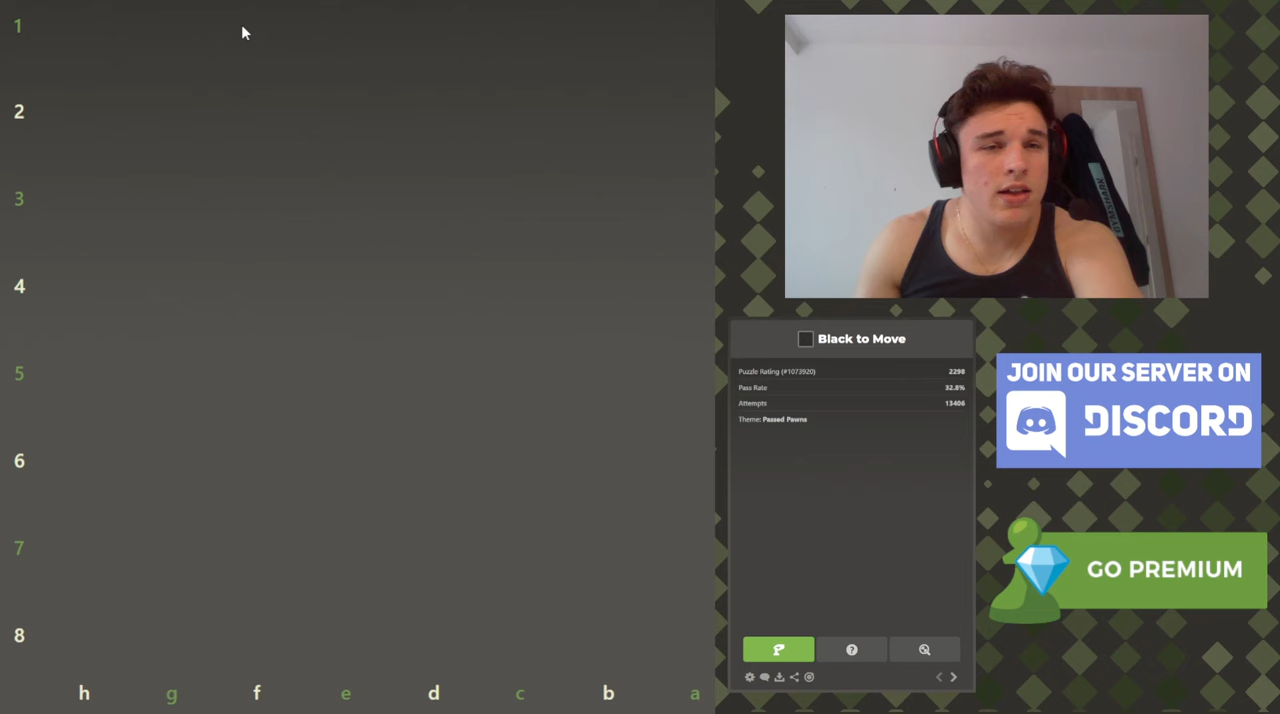 1
2
3
4
5
6
7
8
h g f e d c b a
Black to Move
Puzzle Rating (#1073920) 2298
Pass Rate 32.8%
Attempts 13406
Theme: Passed Pawns
JOIN OUR SERVER ON
DISCORD
GO PREMIUM
GYMSHARK